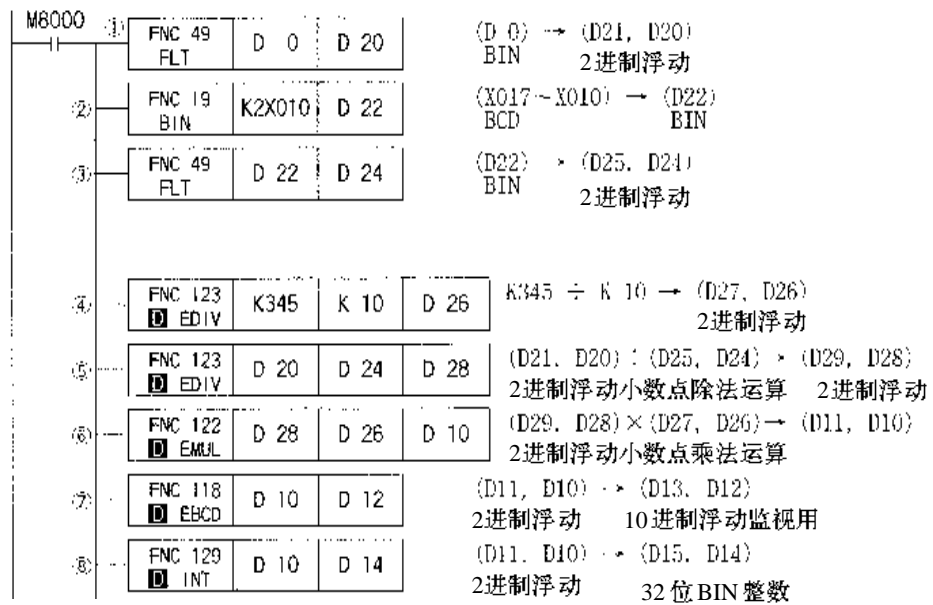 M8000
① FNC 49 FLT D 0 D 20 (D 0) → (D21, D20)
BIN 2进制浮动
② FNC 19 BIN K2X010 D 22 (X017~X010) → (D22)
BCD BIN
③ FNC 49 FLT D 22 D 24 (D22) → (D25. D24)
BIN 2进制浮动
④ FNC 123 D EDIV K345 K 10 D 26 K345 ÷ K 10 → (D27, D26)
2进制浮动
⑤ FNC 123 D EDIV D 20 D 24 D 28 (D21. D20) ÷ (D25, D24) → (D29, D28)
2进制浮动小数点除法运算 2进制浮动
⑥ FNC 122 D EMUL D 28 D 26 D 10 (D29. D28)×(D27, D26)→ (D11, D10)
2进制浮动小数点乘法运算
⑦ FNC 118 D EBCD D 10 D 12 (D11, D10) → (D13. D12)
2进制浮动 10进制浮动监视用
⑧ FNC 129 D INT D 10 D 14 (D11. D10) → (D15. D14)
2进制浮动 32位BIN整数